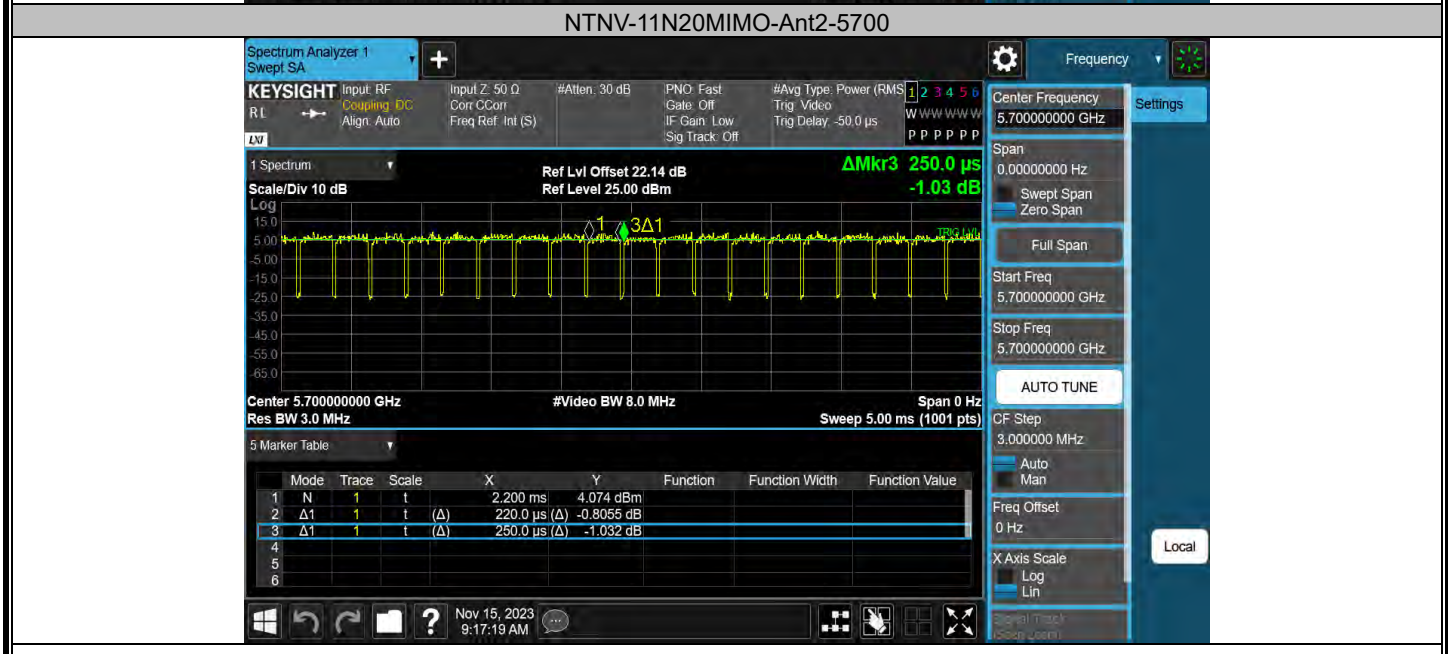 NTNV-11N20MIMO-Ant2-5700
Spectrum Analyzer 1
Swept SA
+
Frequency
KEYSIGHT
RL
LXI
Input: RF
Coupling: DC
Align: Auto
Input Z: 50 Ω
Corr CCorr
Freq Ref: Int (S)
#Atten: 30 dB
PNO: Fast
Gate: Off
IF Gain: Low
Sig Track: Off
#Avg Type: Power (RMS
Trig: Video
Trig Delay: -50.0 µs
1 2 3 4 5 6
W W W W W W
P P P P P P
1 Spectrum
Scale/Div 10 dB
Ref Lvl Offset 22.14 dB
Ref Level 25.00 dBm
ΔMkr3 250.0 µs
-1.03 dB
Log
15.0
5.00
-5.00
-15.0
-25.0
-35.0
-45.0
-55.0
-65.0
1
3Δ1
TRIG LVL
Center 5.700000000 GHz
#Video BW 8.0 MHz
Span 0 Hz
Res BW 3.0 MHz
Sweep 5.00 ms (1001 pts)
5 Marker Table
Mode Trace Scale X Y Function Function Width Function Value
1 N 1 t 2.200 ms 4.074 dBm
2 Δ1 1 t (Δ) 220.0 µs (Δ) -0.8055 dB
3 Δ1 1 t (Δ) 250.0 µs (Δ) -1.032 dB
4
5
6
?
Nov 15, 2023
9:17:19 AM
Center Frequency
5.700000000 GHz
Settings
Span
0.00000000 Hz
Swept Span
Zero Span
Full Span
Start Freq
5.700000000 GHz
Stop Freq
5.700000000 GHz
AUTO TUNE
CF Step
3.000000 MHz
Auto
Man
Freq Offset
0 Hz
X Axis Scale
Log
Lin
Local
Signal Track
(Span Zoom)